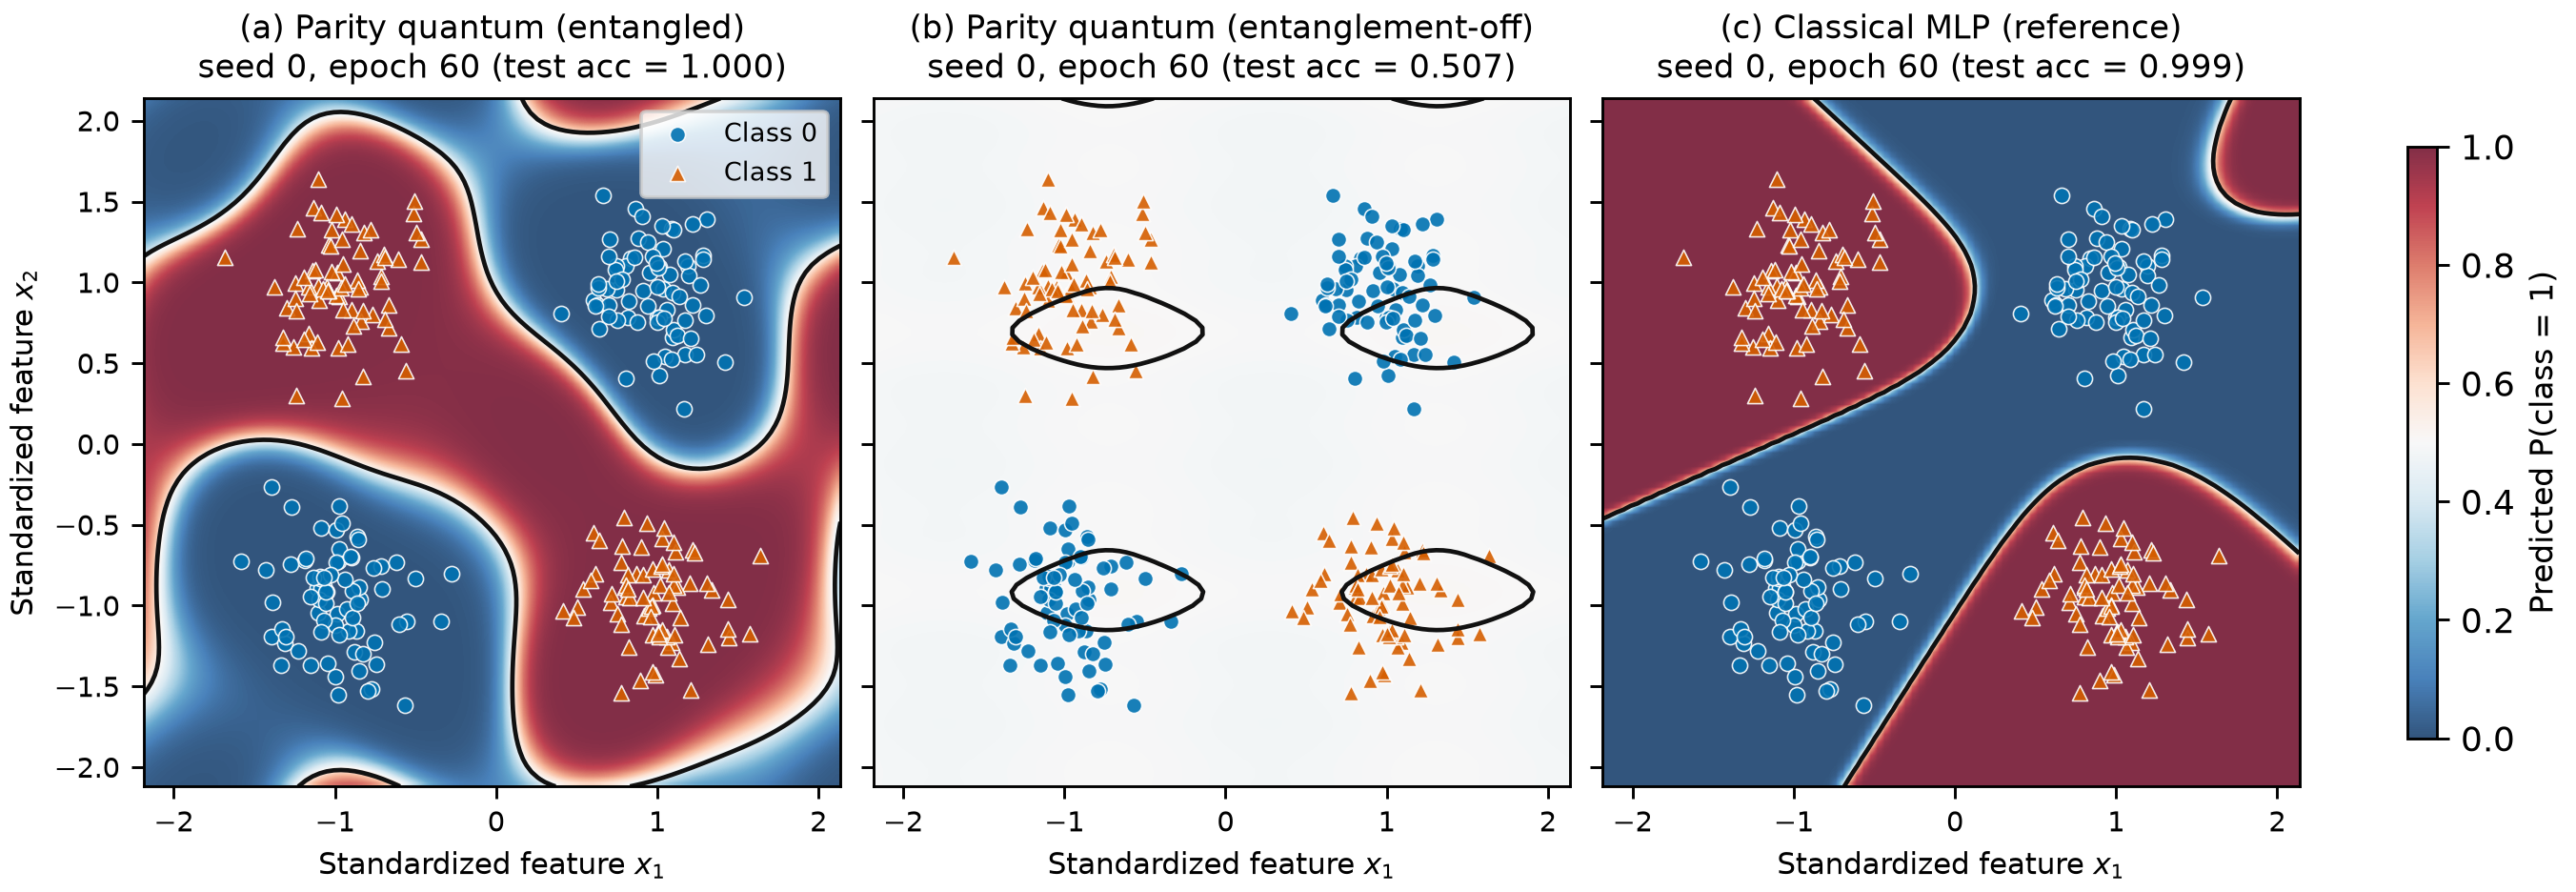 (a) Parity quantum (entangled)
seed 0, epoch 60 (test acc = 1.000)
(b) Parity quantum (entanglement-off)
seed 0, epoch 60 (test acc = 0.507)
(c) Classical MLP (reference)
seed 0, epoch 60 (test acc = 0.999)
Class 0
Class 1
Standardized feature x₂
2.0
1.5
1.0
0.5
0.0
−0.5
−1.0
−1.5
−2.0
−2 −1 0 1 2
−2 −1 0 1 2
−2 −1 0 1 2
Standardized feature x₁
Standardized feature x₁
Standardized feature x₁
1.0
0.8
0.6
0.4
0.2
0.0
Predicted P(class = 1)